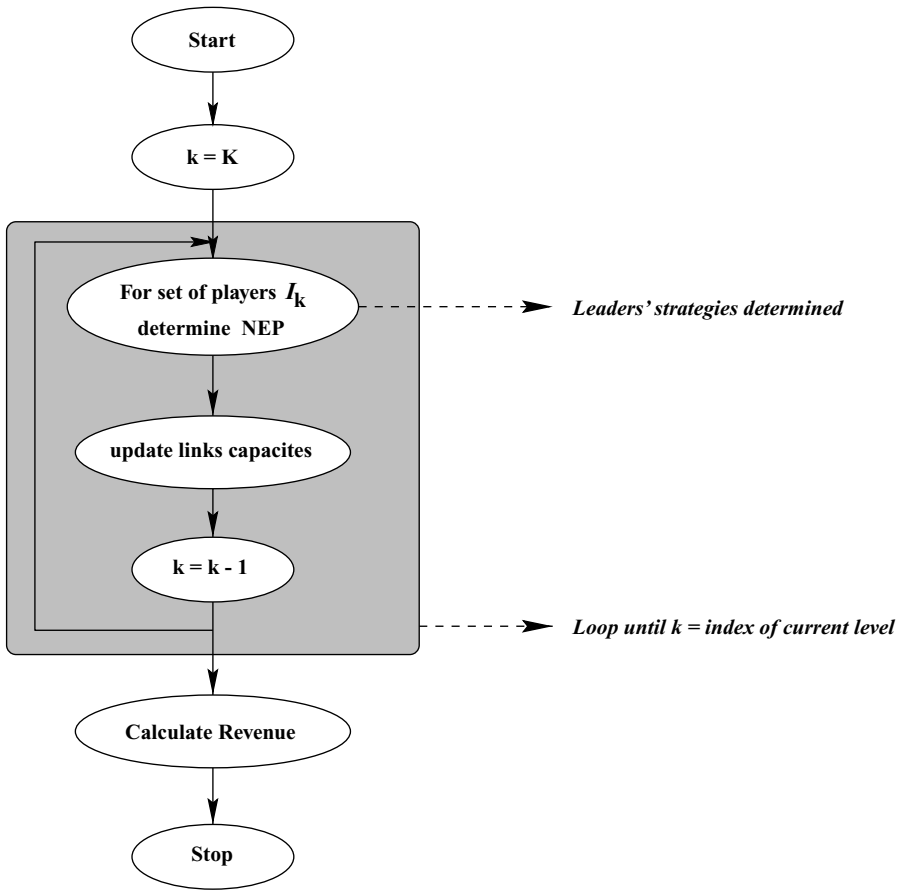 Start
k = K
For set of players I k
determine NEP
Leaders' strategies determined
update links capacites
k = k - 1
Loop until k = index of current level
Calculate Revenue
Stop